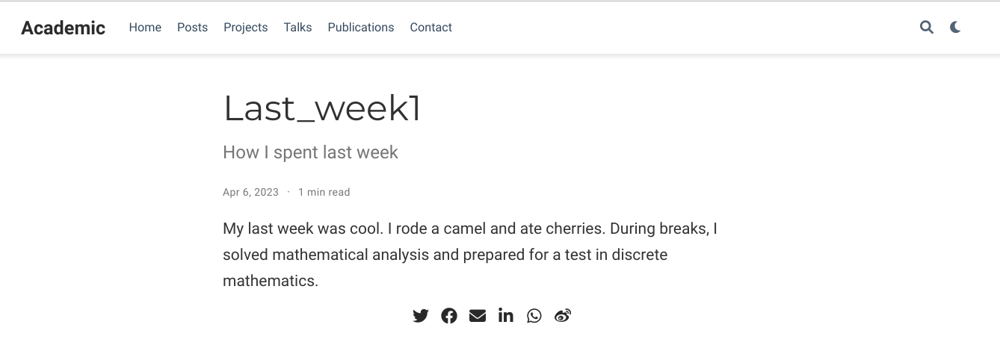 Academic Home Posts Projects Talks Publications Contact
Last_week1
How I spent last week
Apr 6, 2023 · 1 min read
My last week was cool. I rode a camel and ate cherries. During breaks, I
solved mathematical analysis and prepared for a test in discrete
mathematics.